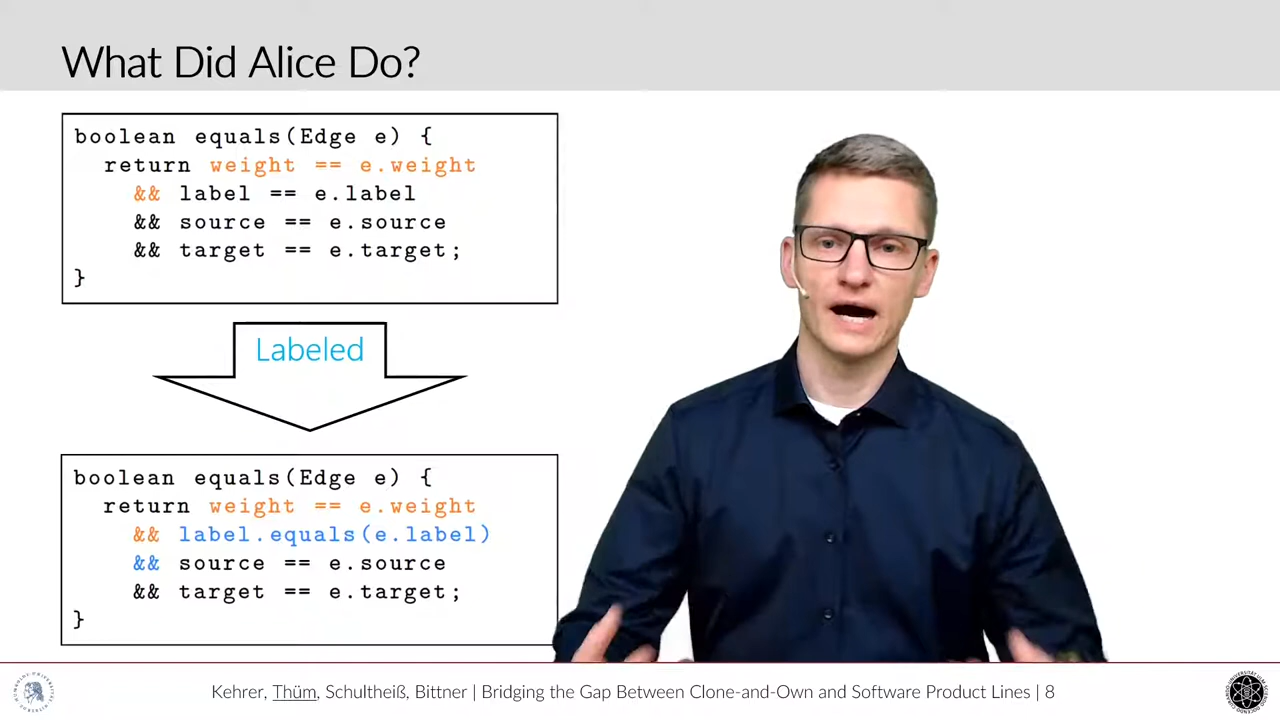 What Did Alice Do?
boolean equals(Edge e) {
return weight == e.weight
&& label == e.label
&& source == e.source
&& target == e.target;
}
Labeled
boolean equals(Edge e) {
return weight == e.weight
&& label.equals(e.label)
&& source == e.source
&& target == e.target;
}
Kehrer, Thüm, Schultheiß, Bittner | Bridging the Gap Between Clone-and-Own and Software Product Lines | 8